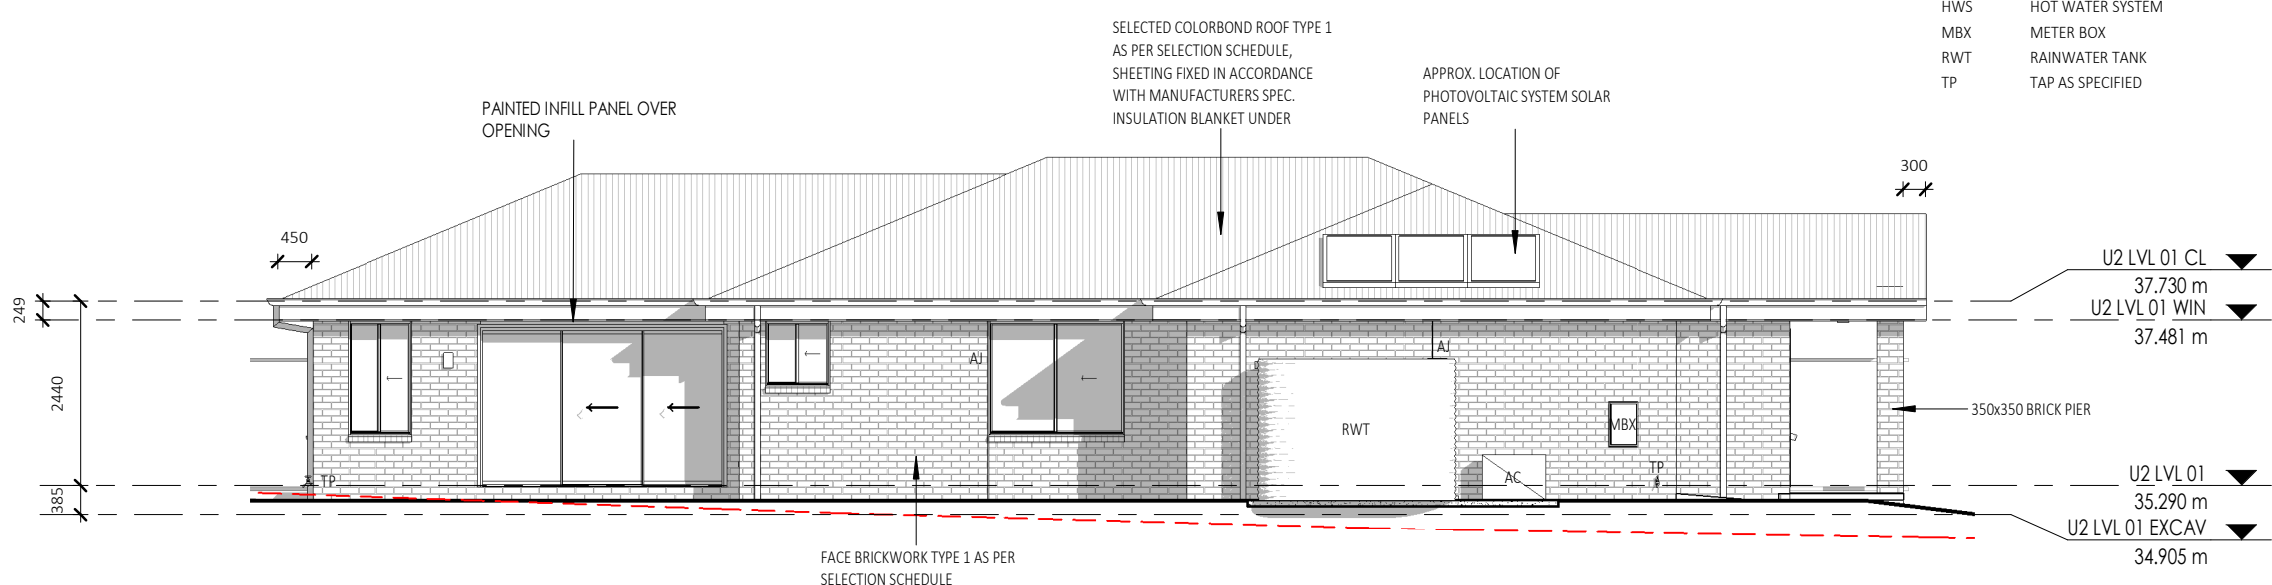 HWS HOT WATER SYSTEM
MBX METER BOX
RWT RAINWATER TANK
TP TAP AS SPECIFIED
SELECTED COLORBOND ROOF TYPE 1
AS PER SELECTION SCHEDULE,
SHEETING FIXED IN ACCORDANCE
WITH MANUFACTURERS SPEC.
INSULATION BLANKET UNDER
APPROX. LOCATION OF
PHOTOVOLTAIC SYSTEM SOLAR
PANELS
PAINTED INFILL PANEL OVER
OPENING
300
450
249
2440
385
U2 LVL 01 CL
37.730 m
U2 LVL 01 WIN
37.481 m
AJ
AJ
RWT
MBX
350x350 BRICK PIER
TP
AC
TP
U2 LVL 01
35.290 m
U2 LVL 01 EXCAV
34.905 m
FACE BRICKWORK TYPE 1 AS PER
SELECTION SCHEDULE